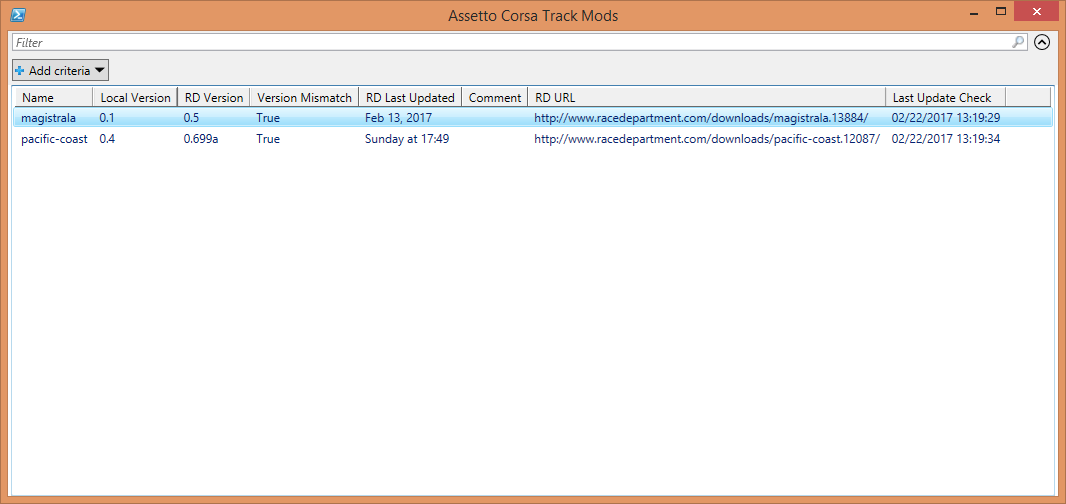 Assetto Corsa Track Mods
Filter
Add criteria
Name Local Version RD Version Version Mismatch RD Last Updated Comment RD URL Last Update Check
magistrala 0.1 0.5 True Feb 13, 2017 http://www.racedepartment.com/downloads/magistrala.13884/ 02/22/2017 13:19:29
pacific-coast 0.4 0.699a True Sunday at 17:49 http://www.racedepartment.com/downloads/pacific-coast.12087/ 02/22/2017 13:19:34